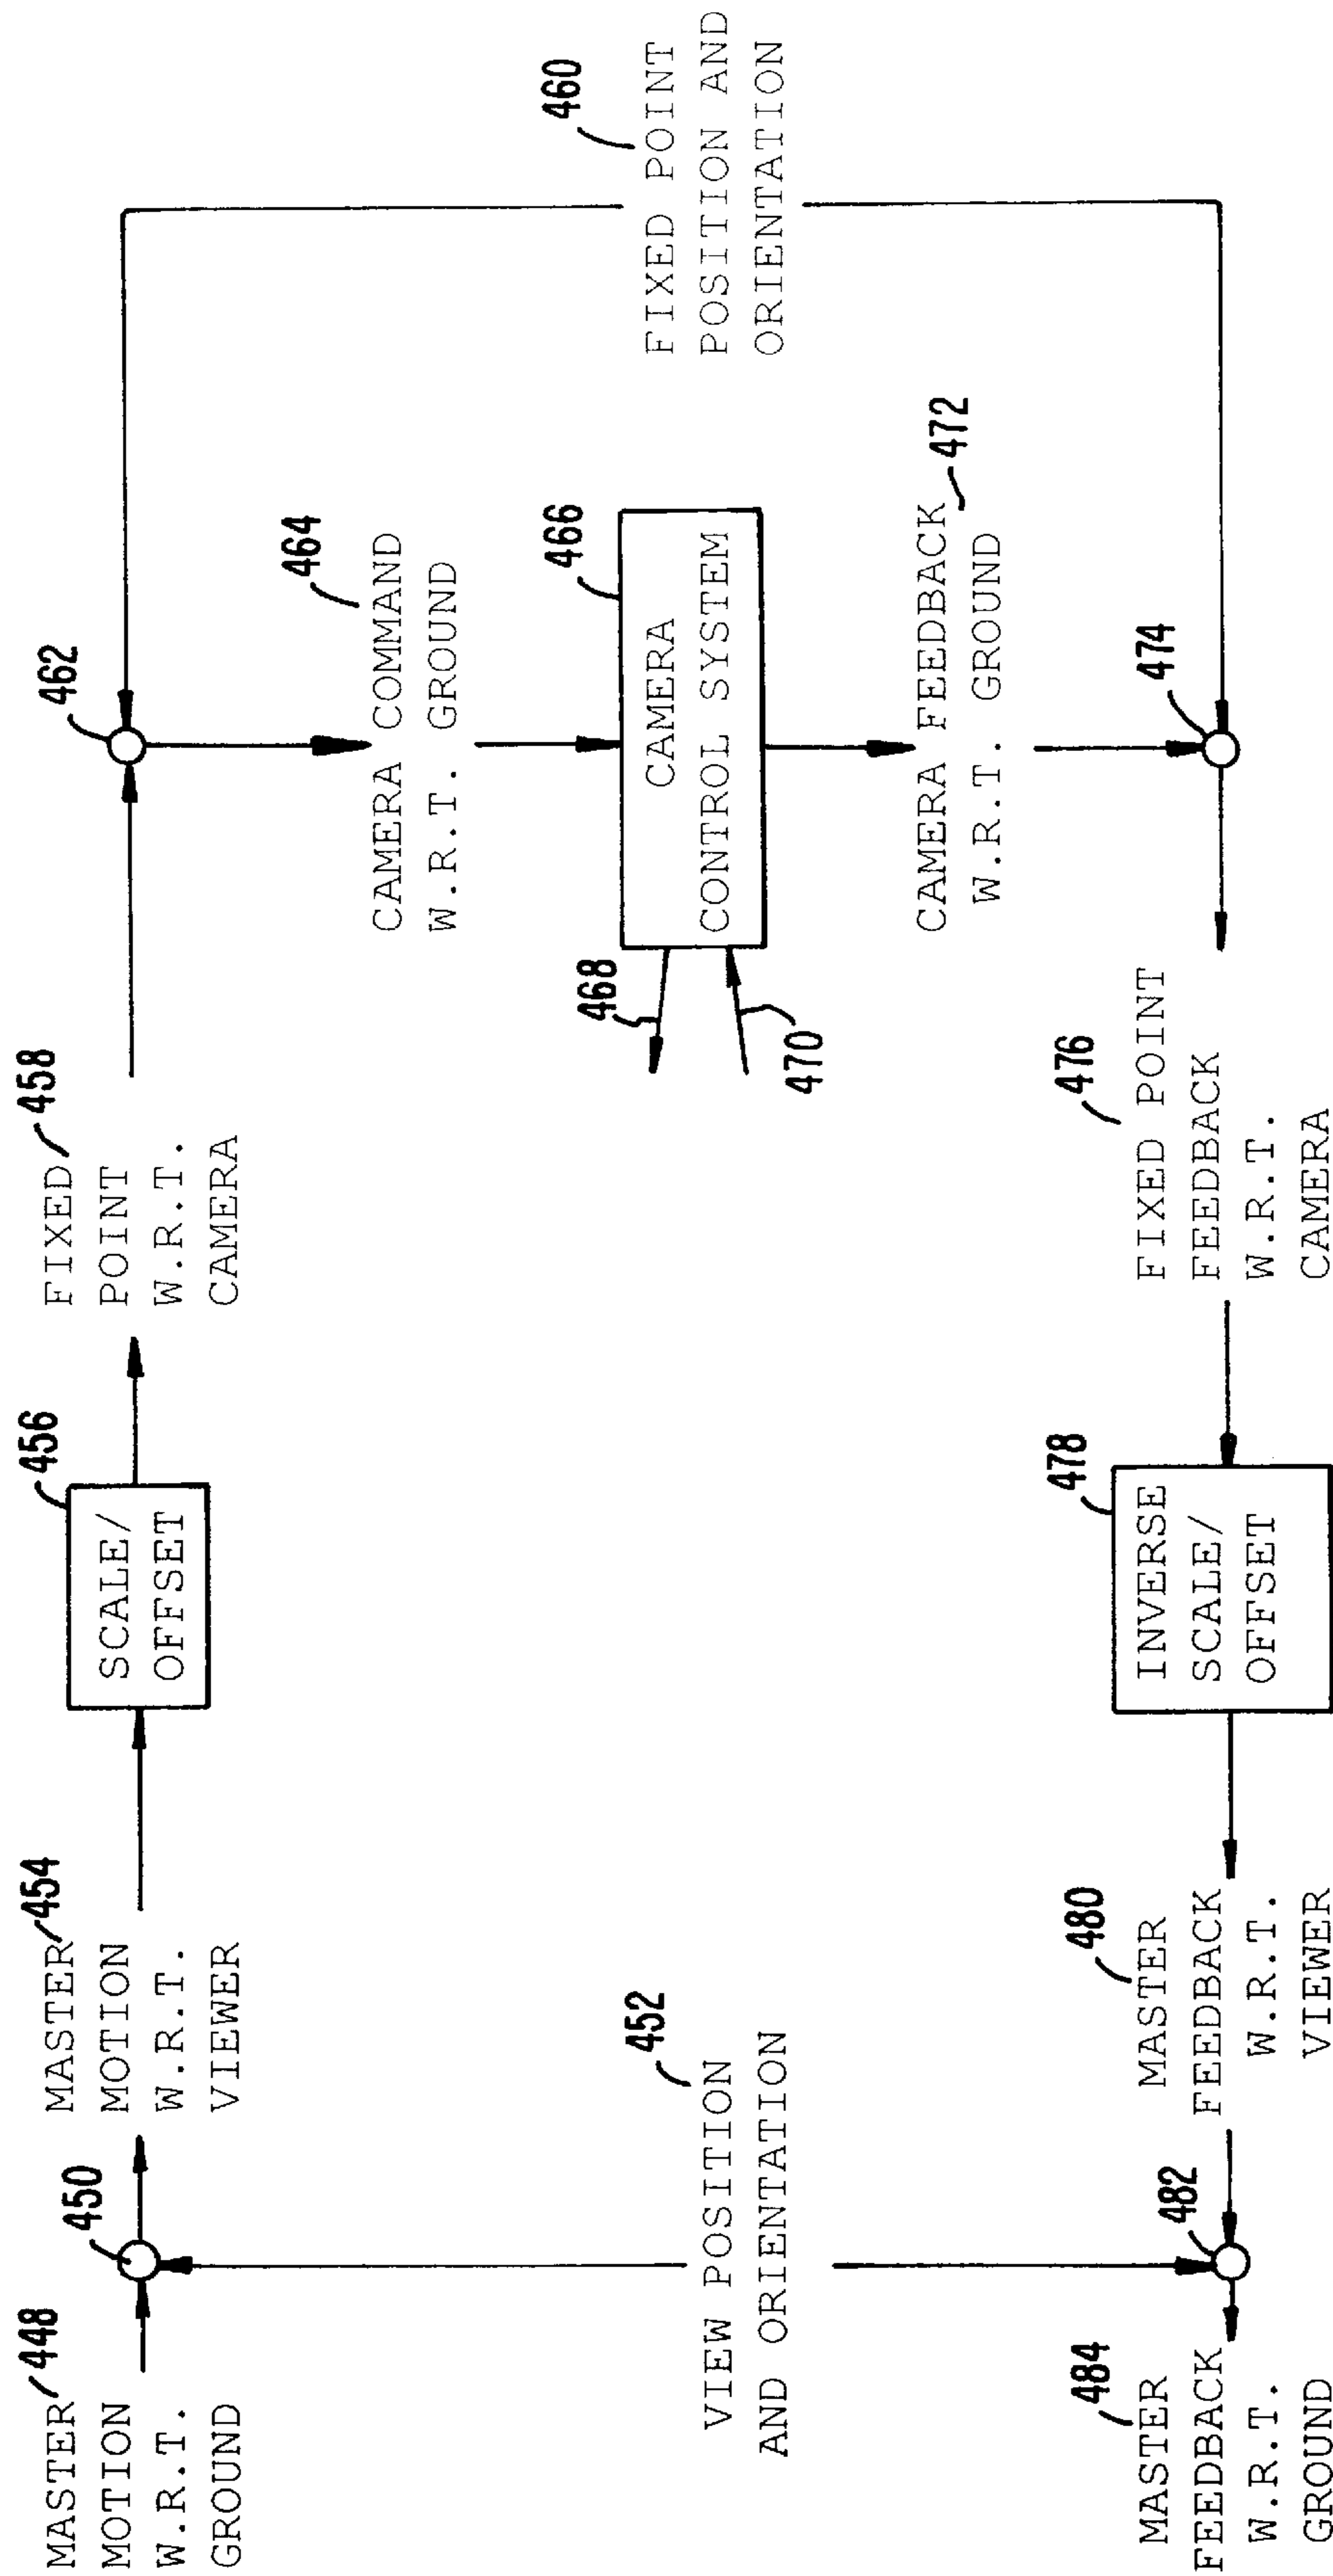 MASTER 448
MOTION
W.R.T.
GROUND
450
MASTER 454
MOTION
W.R.T.
VIEWER
456
SCALE/
OFFSET
FIXED 458
POINT
W.R.T.
CAMERA
462
464
CAMERA COMMAND
W.R.T. GROUND
460
FIXED POINT
POSITION AND
ORIENTATION
466
CAMERA
CONTROL SYSTEM
468
470
CAMERA FEEDBACK 472
W.R.T. GROUND
452
VIEW POSITION
AND ORIENTATION
474
476
FIXED POINT
FEEDBACK
W.R.T.
CAMERA
478
INVERSE
SCALE/
OFFSET
480
MASTER
FEEDBACK
W.R.T.
VIEWER
482
484
MASTER
FEEDBACK
W.R.T.
GROUND